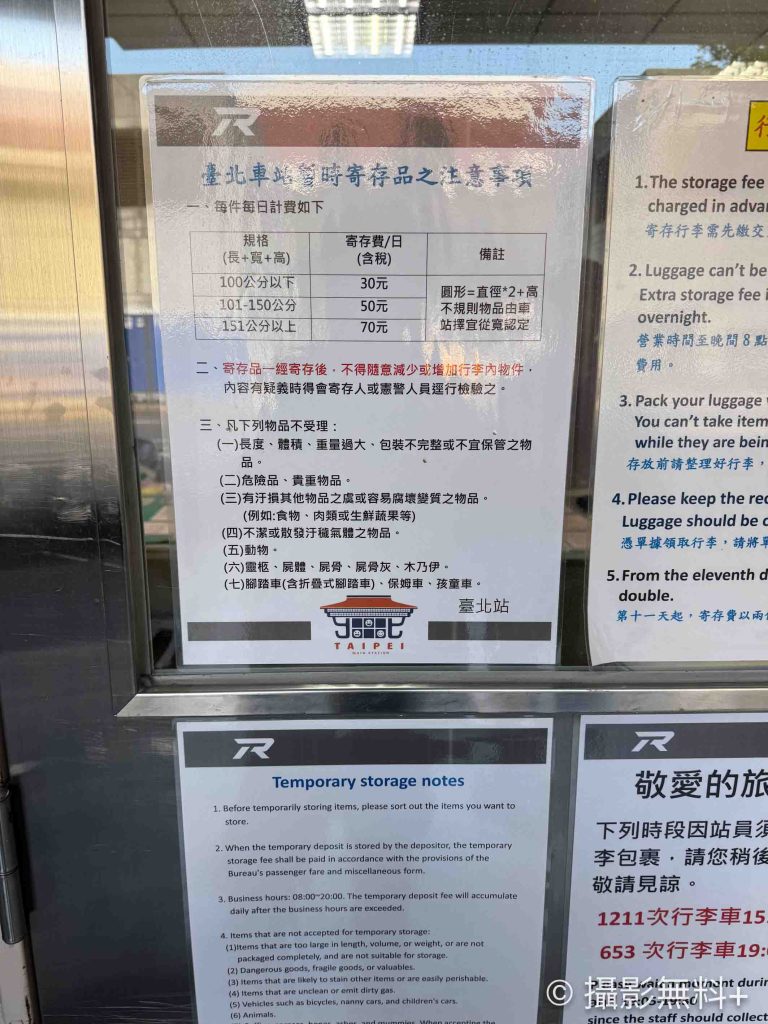 臺北車站暫時寄存品之注意事項
一、每件每日計費如下
規格
(長+寬+高)
寄存費/日
(含稅)
備註
100公分以下
30元
101-150公分
50元
151公分以上
70元
圓形=直徑*2+高
不規則物品由車
站擇宜從寬認定
二、寄存品一經寄存後，不得隨意減少或增加行李內物件，
內容有疑義時得會寄存人或憲警人員逕行檢驗之。
三、凡下列物品不受理：
(一)長度、體積、重量過大、包裝不完整或不宜保管之物
品。
(二)危險品、貴重物品。
(三)有汙損其他物品之虞或容易腐壞變質之物品。
(例如:食物、肉類或生鮮蔬果等)
(四)不潔或散發汙穢氣體之物品。
(五)動物。
(六)靈柩、屍體、屍骨、屍骨灰、木乃伊。
(七)腳踏車(含折疊式腳踏車)、保姆車、孩童車。
臺北站
TAIPEI
MAIN STATION
行
1. The storage fee
charged in advan
寄存行李需先繳交
2. Luggage can't be
Extra storage fee i
overnight.
營業時間至晚間8點
費用。
3. Pack your luggage
You can't take item
while they are bein
存放前請整理好行李，
4. Please keep the rec
Luggage should be c
憑單據領取行李，請將單
5. From the eleventh d
double.
第十一天起，寄存費以兩倍
Temporary storage notes
1. Before temporarily storing items, please sort out the items you want to
store.
2. When the temporary deposit is stored by the depositor, the temporary
storage fee shall be paid in accordance with the provisions of the
Bureau's passenger fare and miscellaneous form.
3. Business hours: 08:00~20:00. The temporary deposit fee will accumulate
daily after the business hours are exceeded.
4. Items that are not accepted for temporary storage:
(1)Items that are too large in length, volume, or weight, or are not
packaged completely, and are not suitable for storage.
(2) Dangerous goods, fragile goods, or valuables.
(3) Items that are likely to stain other items or are easily perishable.
(4) Items that are unclean or emit dirty gas.
(5) Vehicles such as bicycles, nanny cars, and children's cars.
(6) Animals.
敬愛的旅
下列時段因站員須
李包裹，請您稍後
敬請見諒。
1211次行李車15:
653 次行李車19:0
Please wait a moment durin
since the staff should collect
© 攝影無料+